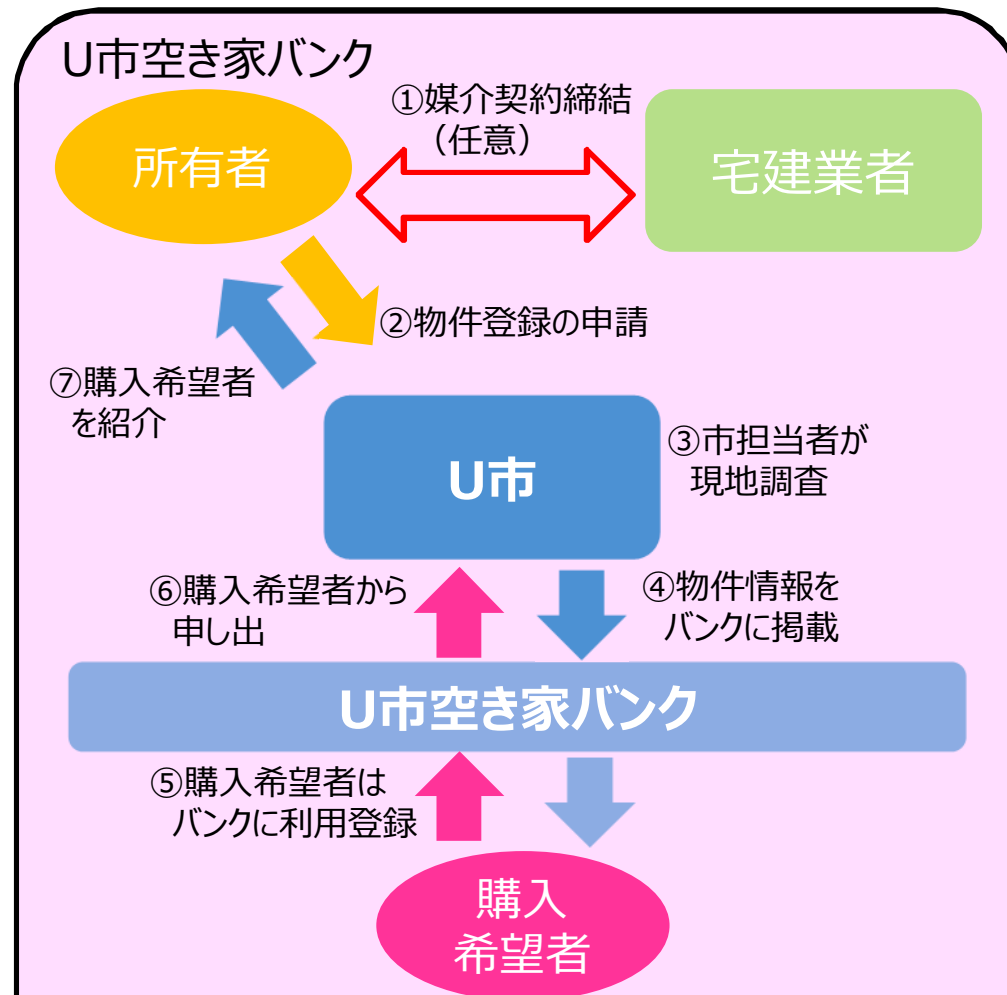 U市空き家バンク
①媒介契約締結
（任意）
所有者
宅建業者
②物件登録の申請
⑦購入希望者
を紹介
U市
③市担当者が
現地調査
⑥購入希望者から
申し出
④物件情報を
バンクに掲載
U市空き家バンク
⑤購入希望者は
バンクに利用登録
購入
希望者